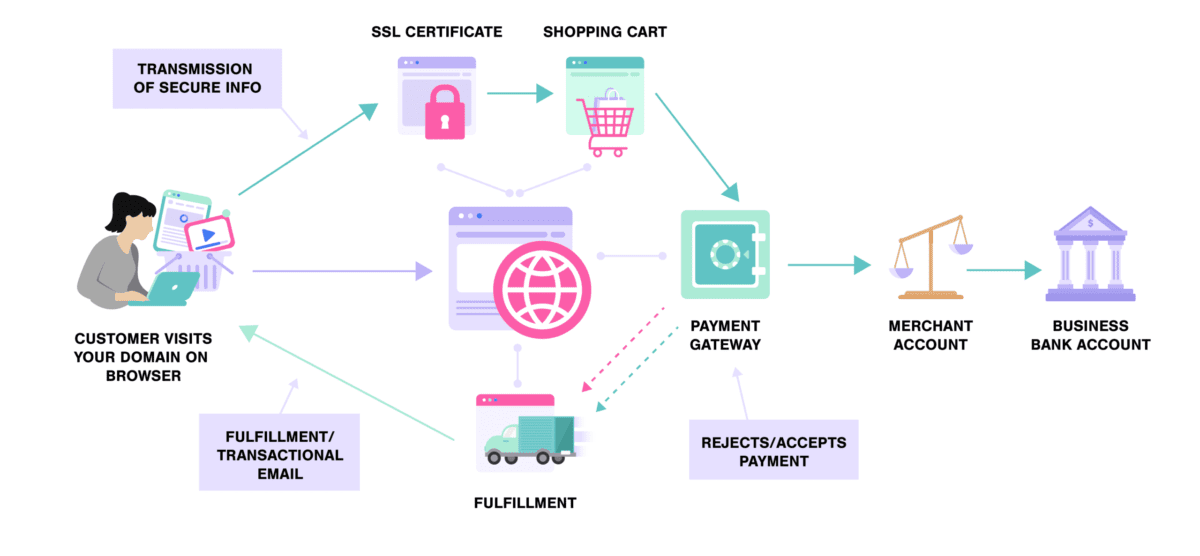 SSL CERTIFICATE
SHOPPING CART
TRANSMISSION
OF SECURE INFO
CUSTOMER VISITS
YOUR DOMAIN ON
BROWSER
PAYMENT
GATEWAY
MERCHANT
ACCOUNT
$
BUSINESS
BANK ACCOUNT
FULFILLMENT/
TRANSACTIONAL
EMAIL
REJECTS/ACCEPTS
PAYMENT
FULFILLMENT